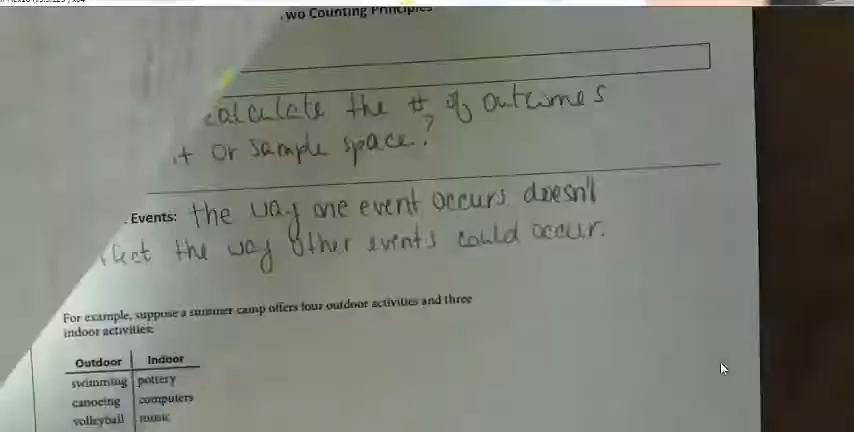 wo Counting Principles
calculate the # of outcomes
t or sample space?
Events: the way one event occurs doesn't
fect the way other events could occur.
For example, suppose a summer camp offers four outdoor activities and three
indoor activities:
Outdoor Indoor
swimming pottery
canoeing computers
volleyball music